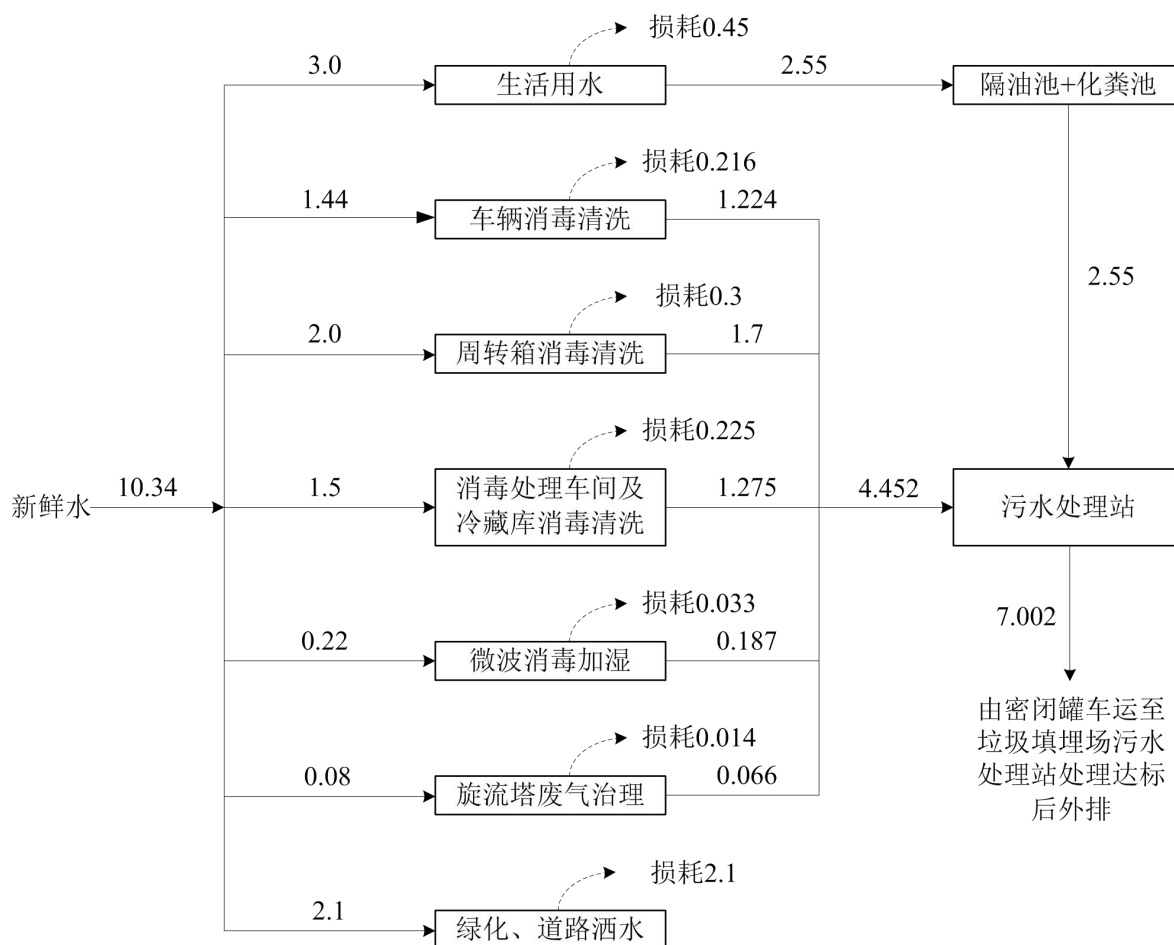 损耗0.45
3.0
生活用水
2.55
隔油池+化粪池
损耗0.216
1.44
车辆消毒清洗
1.224
2.55
损耗0.3
2.0
周转箱消毒清洗
1.7
损耗0.225
新鲜水
10.34
1.5
消毒处理车间及
冷藏库消毒清洗
1.275
4.452
污水处理站
损耗0.033
0.22
微波消毒加湿
0.187
7.002
由密闭罐车运至
垃圾填埋场污水
处理站处理达标
后外排
损耗0.014
0.08
旋流塔废气治理
0.066
损耗2.1
2.1
绿化、道路洒水